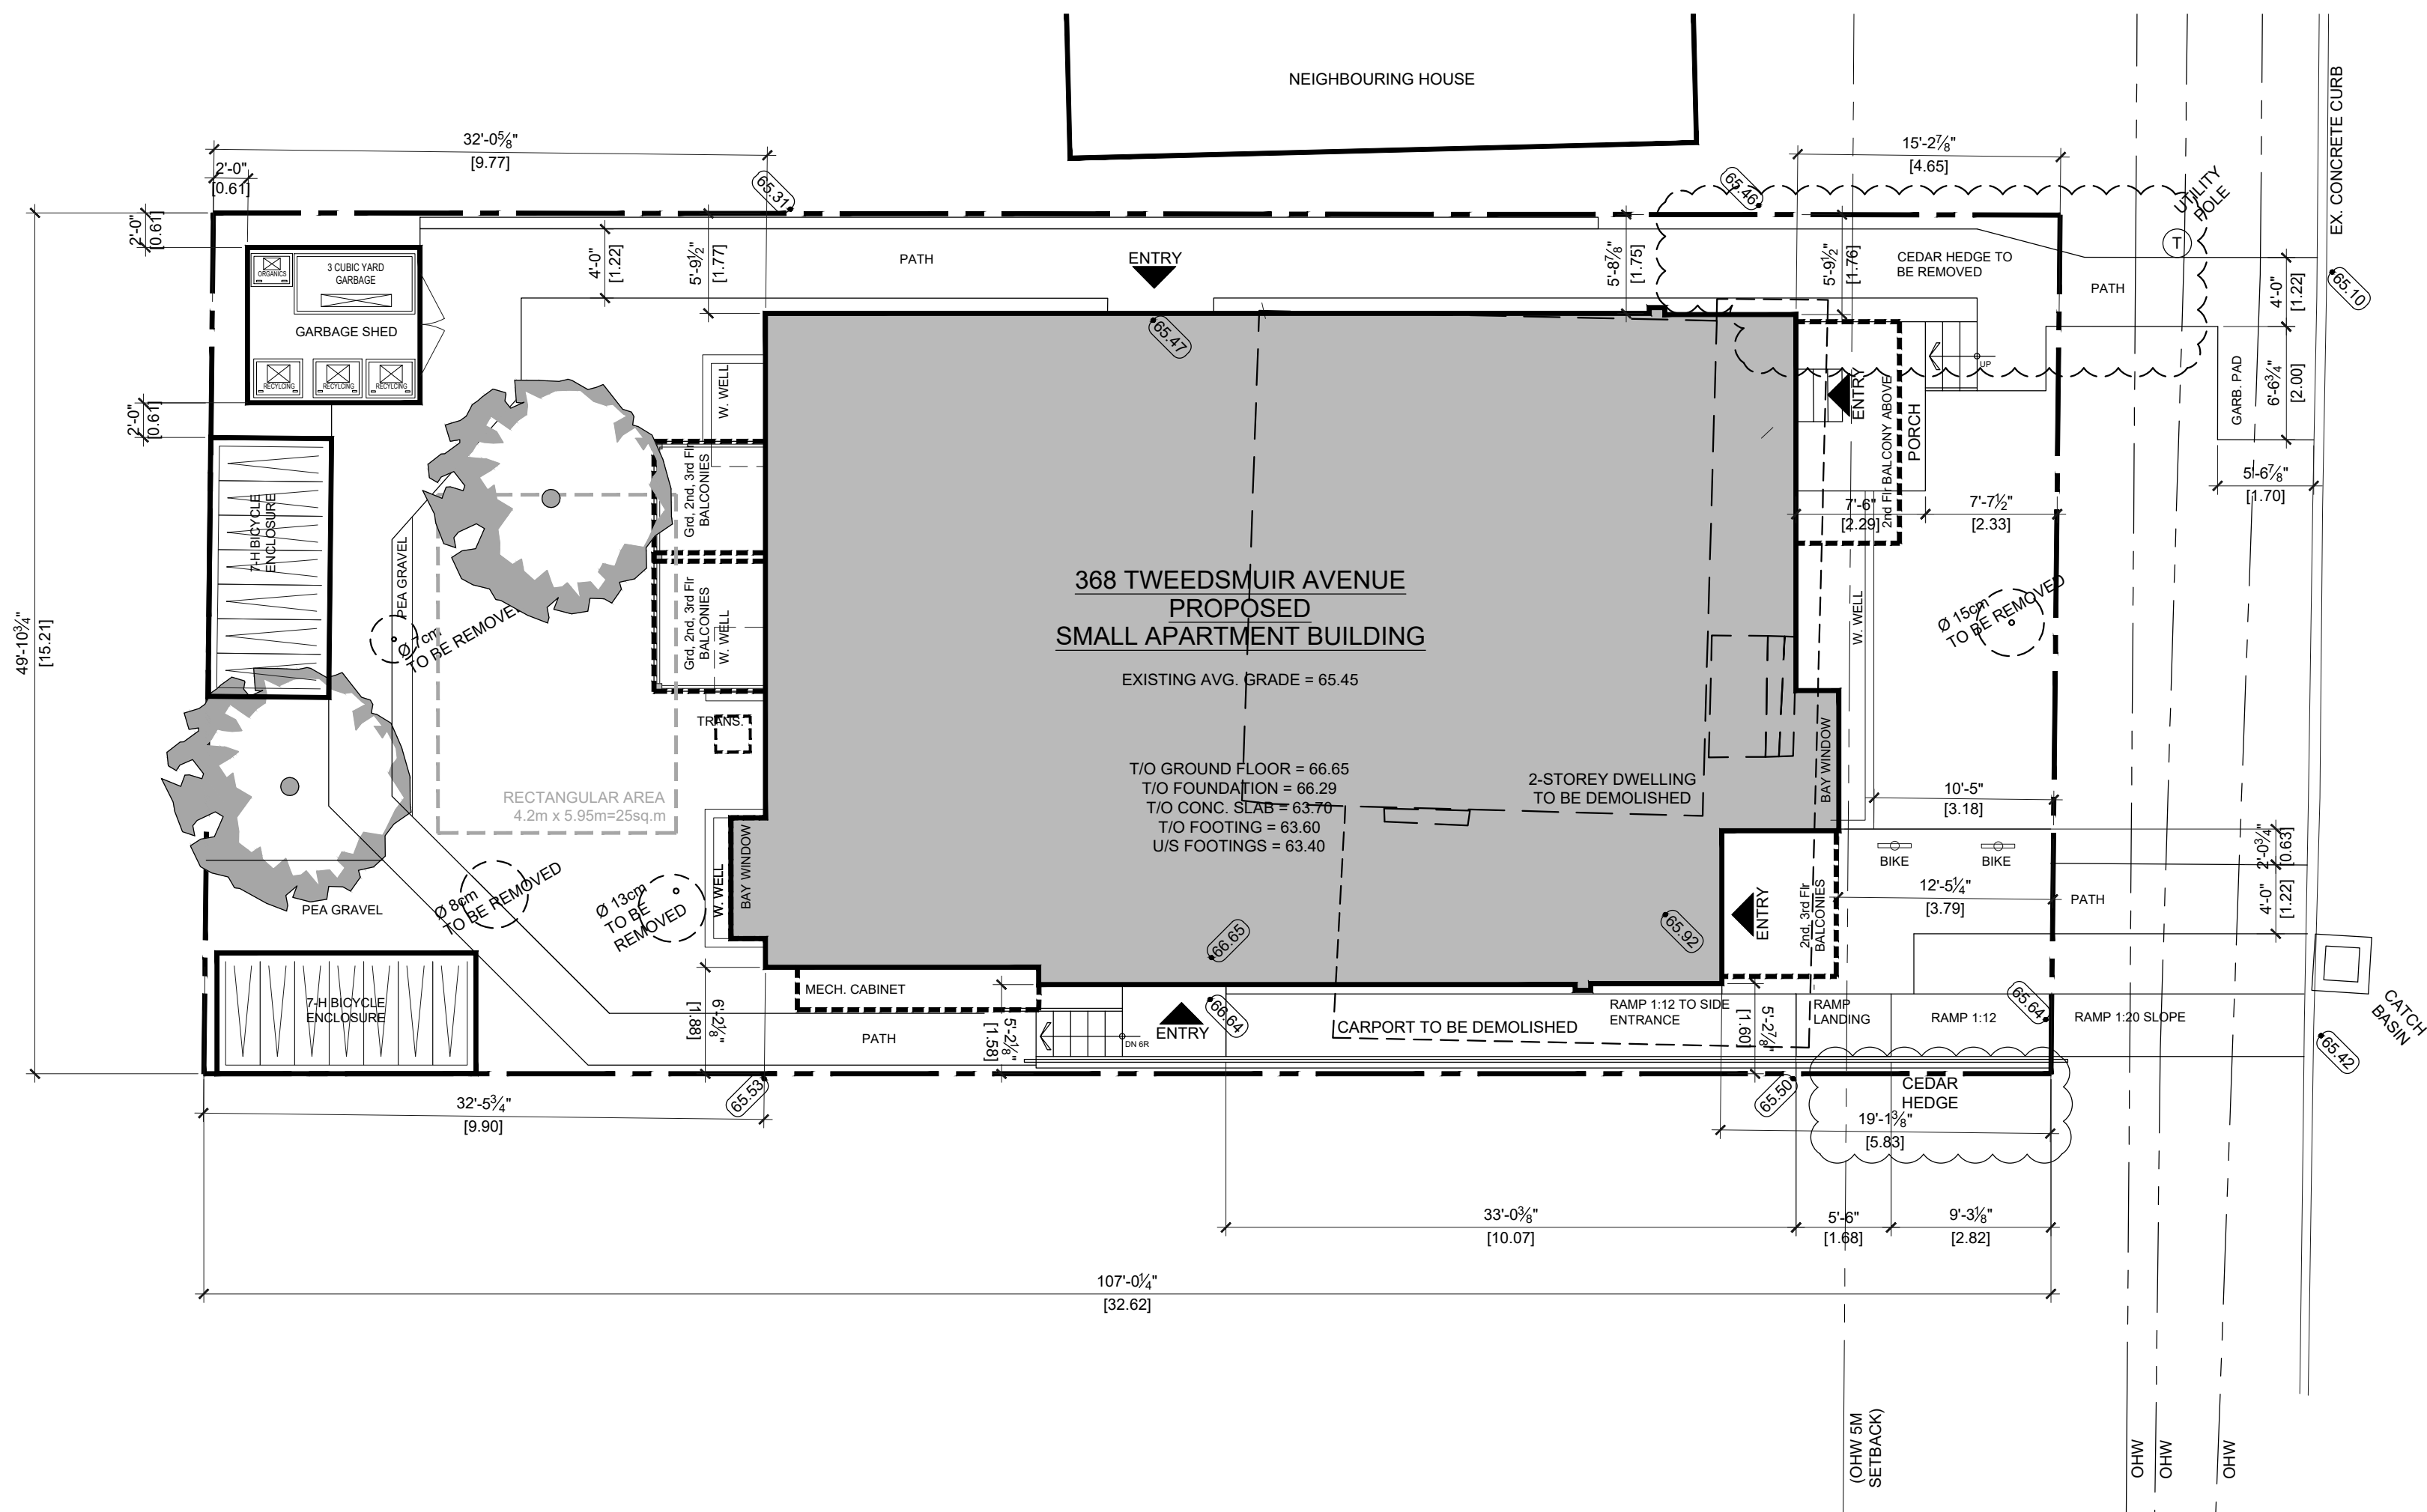 NEIGHBOURING HOUSE
EX. CONCRETE CURB
32'-0⅝"
[9.77]
15'-2⅞"
[4.65]
2'-0"
[0.61]
65.31
65.46
UTILITY
POLE
T
2'-0"
[0.61]
ORGANICS
3 CUBIC YARD
GARBAGE
GARBAGE SHED
RECYLCING
RECYLCING
RECYLCING
4'-0"
[1.22]
5'-9½"
[1.77]
PATH
ENTRY
5'-8⅞"
[1.75]
5'-9½"
[1.76]
CEDAR HEDGE TO
BE REMOVED
PATH
4'-0"
[1.22]
65.10
65.47
2'-0"
[0.61]
W. WELL
ENTRY
UP
2nd Flr BALCONY ABOVE
PORCH
GARB. PAD
6'-6¾"
[2.00]
5'-6⅞"
[1.70]
7'-6"
[2.29]
7'-7½"
[2.33]
7-H BICYCLE
ENCLOSURE
PEA GRAVEL
Grd, 2nd, 3rd Flr
BALCONIES
Grd, 2nd, 3rd Flr
BALCONIES
W. WELL
49'-10¾"
[15.21]
Ø 7cm
TO BE REMOVED
368 TWEEDSMUIR AVENUE
PROPOSED
SMALL APARTMENT BUILDING
EXISTING AVG. GRADE = 65.45
W. WELL
Ø 15cm
TO BE REMOVED
TRANS.
BAY WINDOW
T/O GROUND FLOOR = 66.65
T/O FOUNDATION = 66.29
T/O CONC. SLAB = 63.70
T/O FOOTING = 63.60
U/S FOOTINGS = 63.40
2-STOREY DWELLING
TO BE DEMOLISHED
RECTANGULAR AREA
4.2m x 5.95m=25sq.m
10'-5"
[3.18]
BIKE
BIKE
2'-0¾"
[0.63]
W. WELL
BAY WINDOW
PEA GRAVEL
Ø 8cm
TO BE REMOVED
Ø 13cm
TO BE
REMOVED
12'-5¼"
[3.79]
PATH
4'-0"
[1.22]
ENTRY
2nd, 3rd Flr
BALCONIES
66.65
65.92
7-H BICYCLE
ENCLOSURE
MECH. CABINET
6'-2⅛"
[1.88]
PATH
5'-2⅛"
[1.58]
DN 6R
ENTRY
66.64
CARPORT TO BE DEMOLISHED
RAMP 1:12 TO SIDE
ENTRANCE
5'-2⅞"
[1.60]
RAMP
LANDING
RAMP 1:12
65.64
RAMP 1:20 SLOPE
CATCH
BASIN
65.42
65.53
65.50
CEDAR
HEDGE
32'-5¾"
[9.90]
19'-1⅜"
[5.83]
33'-0⅜"
[10.07]
5'-6"
[1.68]
9'-3⅛"
[2.82]
107'-0¼"
[32.62]
(OHW 5M
SETBACK)
OHW
OHW
OHW